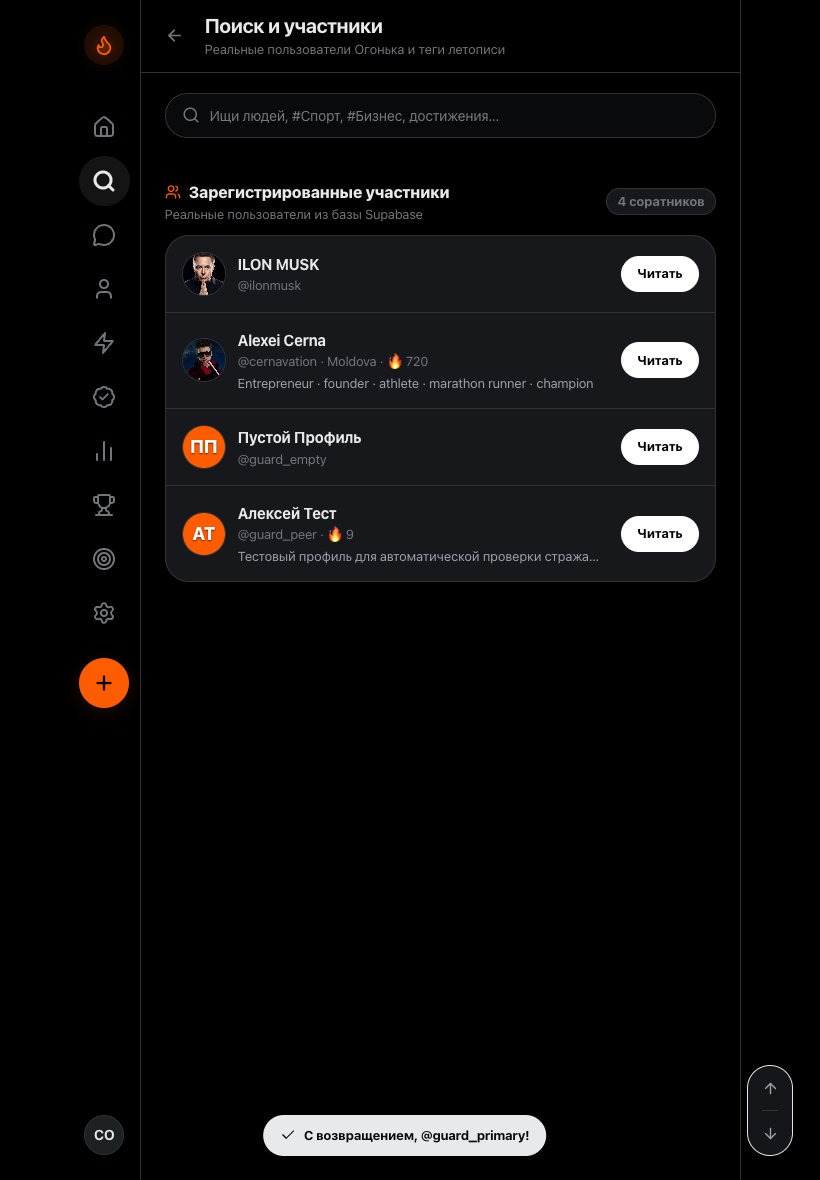 Поиск и участники
Реальные пользователи Огонька и теги летописи
Ищи людей, #Спорт, #Бизнес, достижения...
Зарегистрированные участники
Реальные пользователи из базы Supabase
4 соратников
ILON MUSK
@ilonmusk
Читать
Alexei Cerna
@cernavation · Moldova · 🔥 720
Entrepreneur · founder · athlete · marathon runner · champion
Читать
ПП
Пустой Профиль
@guard_empty
Читать
АТ
Алексей Тест
@guard_peer · 🔥 9
Тестовый профиль для автоматической проверки стража...
Читать
СО
С возвращением, @guard_primary!